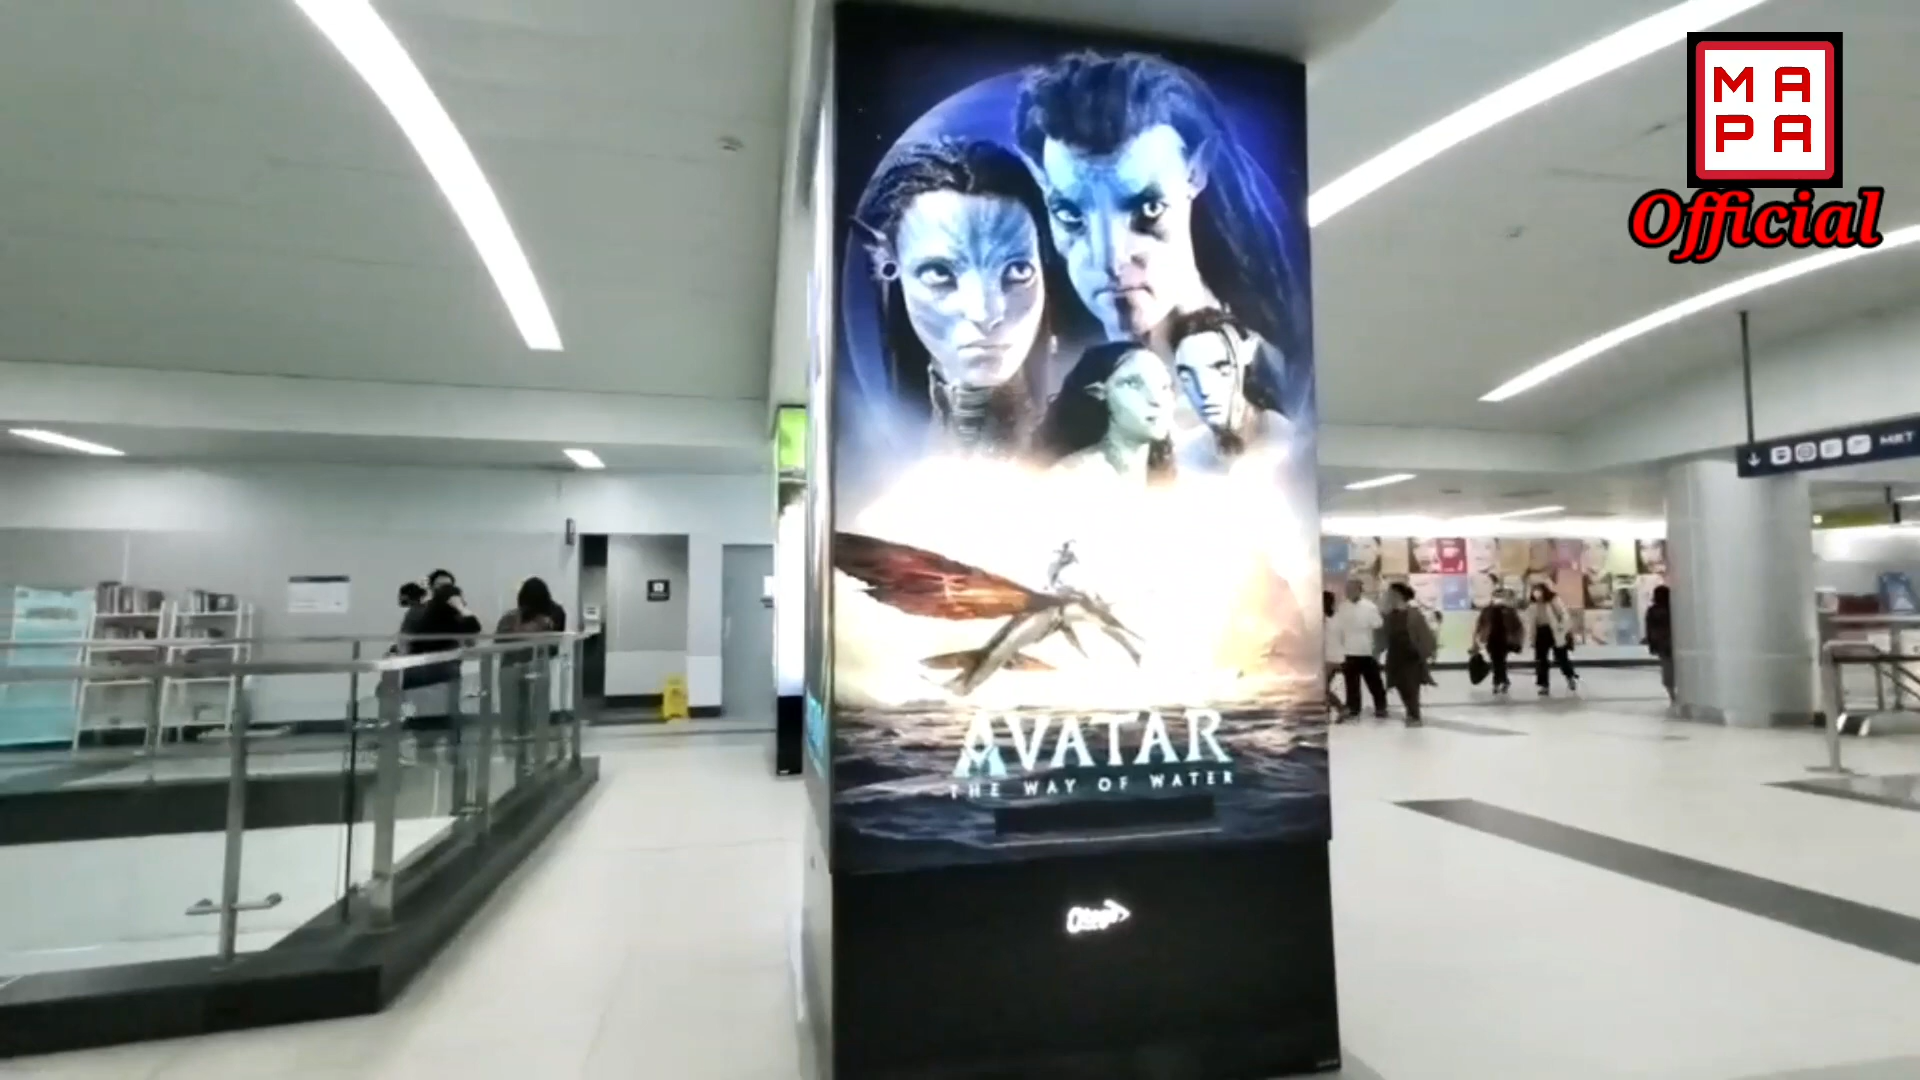 MA
PA
Official
AVATAR
THE WAY OF WATER